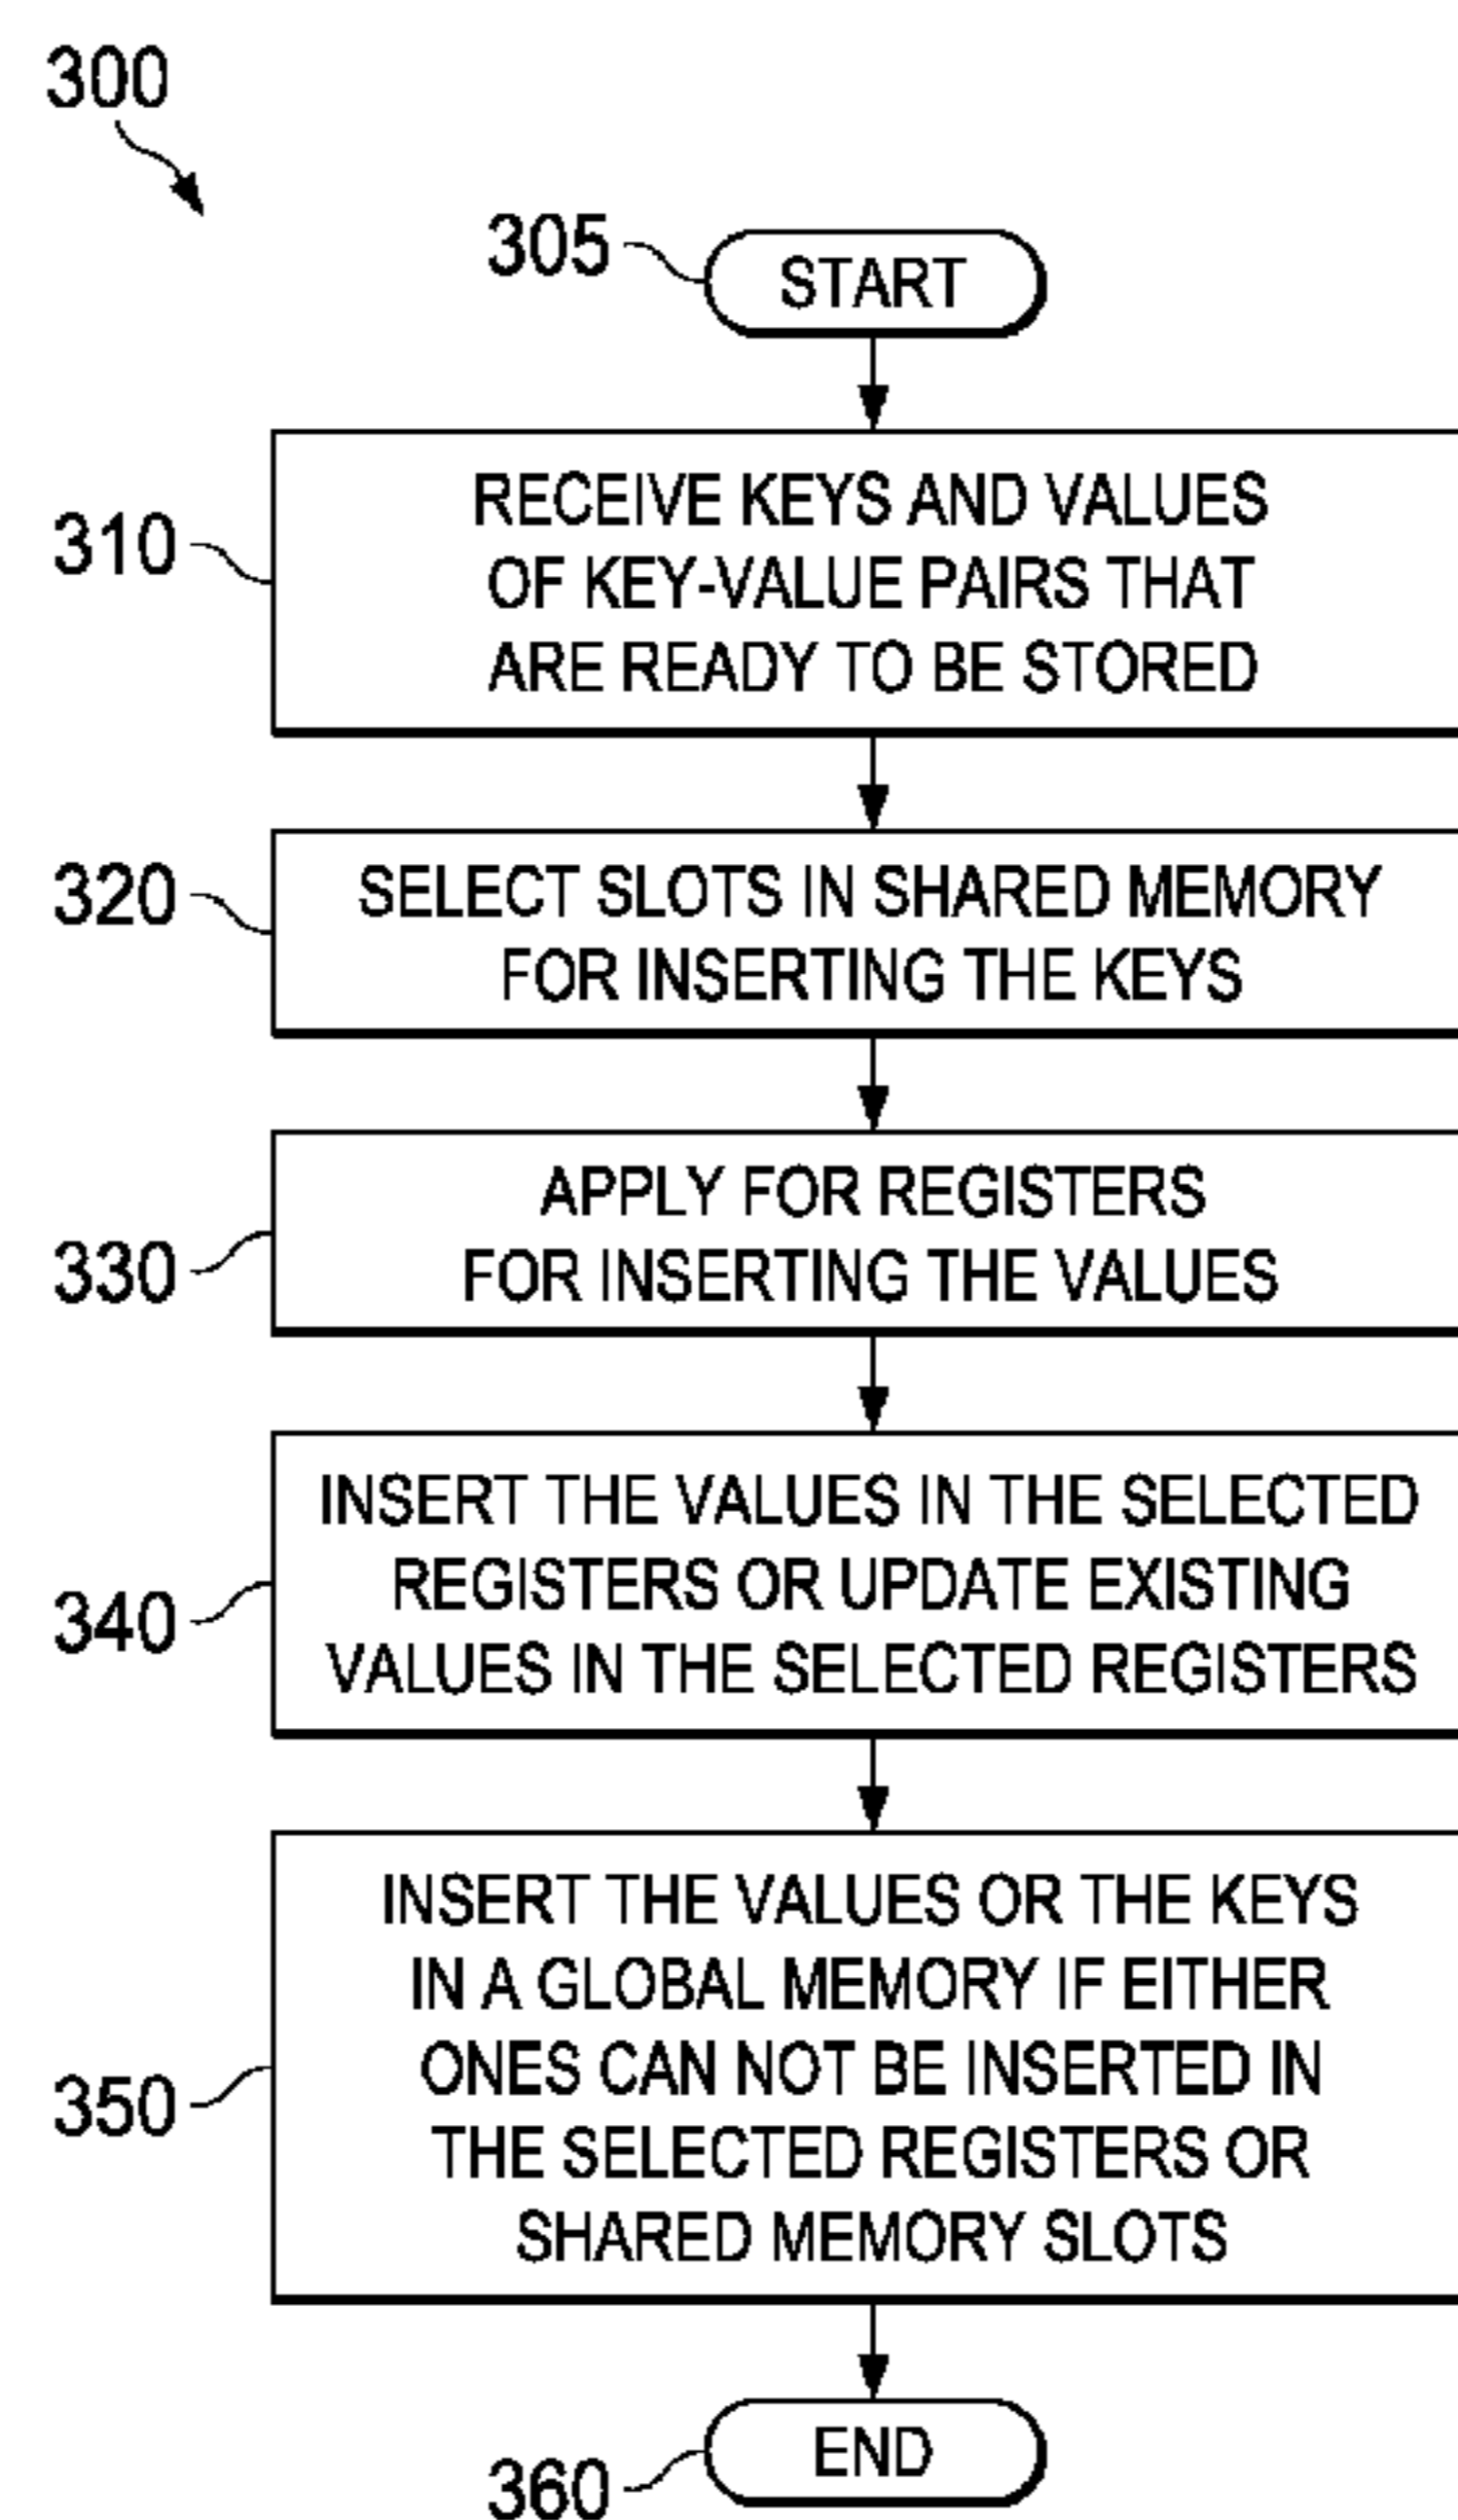 300
305
START
310
RECEIVE KEYS AND VALUES
OF KEY-VALUE PAIRS THAT
ARE READY TO BE STORED
320
SELECT SLOTS IN SHARED MEMORY
FOR INSERTING THE KEYS
330
APPLY FOR REGISTERS
FOR INSERTING THE VALUES
340
INSERT THE VALUES IN THE SELECTED
REGISTERS OR UPDATE EXISTING
VALUES IN THE SELECTED REGISTERS
350
INSERT THE VALUES OR THE KEYS
IN A GLOBAL MEMORY IF EITHER
ONES CAN NOT BE INSERTED IN
THE SELECTED REGISTERS OR
SHARED MEMORY SLOTS
360
END